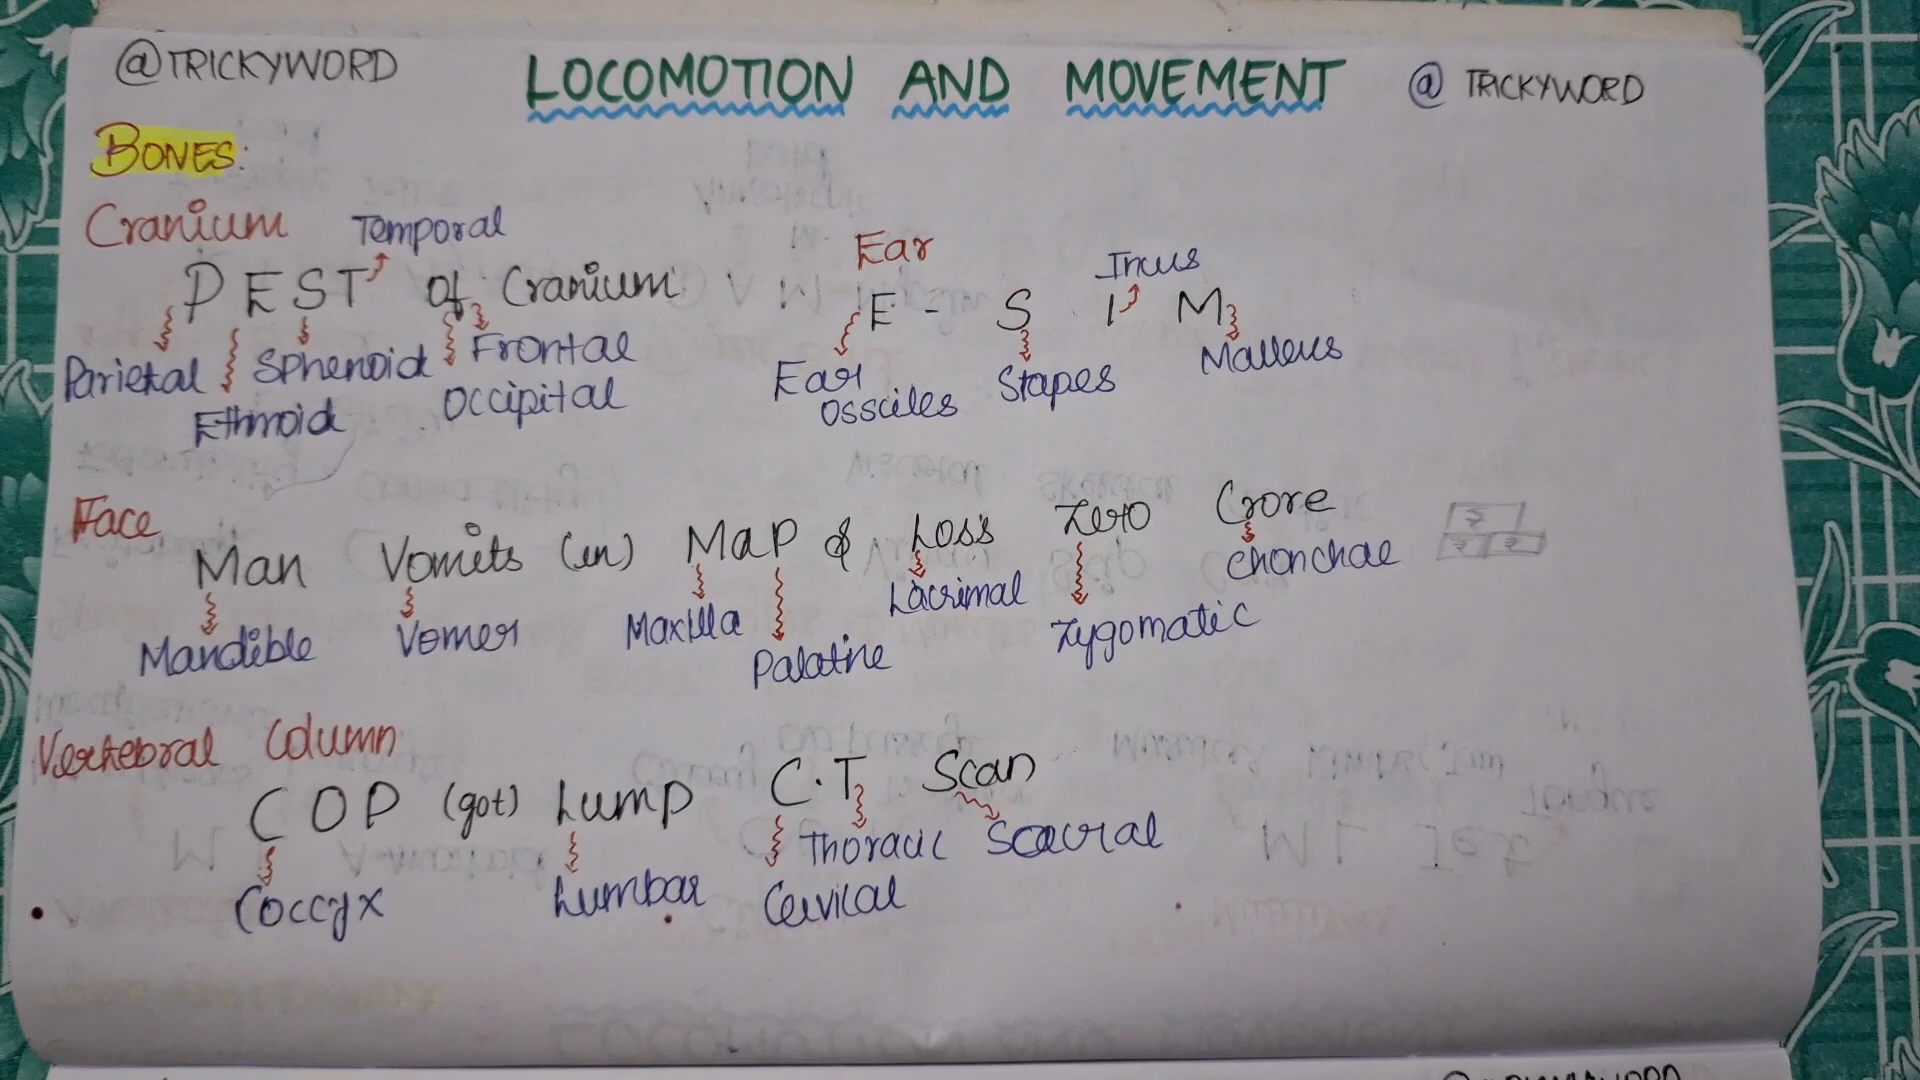 @TRICKYWORD LOCOMOTION AND MOVEMENT @ TRICKYWORD
BONES:
Cranium Temporal
PEST of Cranium
Parietal Sphenoid Frontal
Ethmoid Occipital
Ear Incus
E - S I M
Ear Stapes Malleus
Ossciles
Face
Man Vomits (in) Map & Loss Zero Crore
Mandible Vomer Maxilla Palatine Lacrimal Zygomatic Chonchae
Vertebral Column
COP (got) Lump C.T Scan
Coccyx Lumbar Cervical Thoracic Scacral